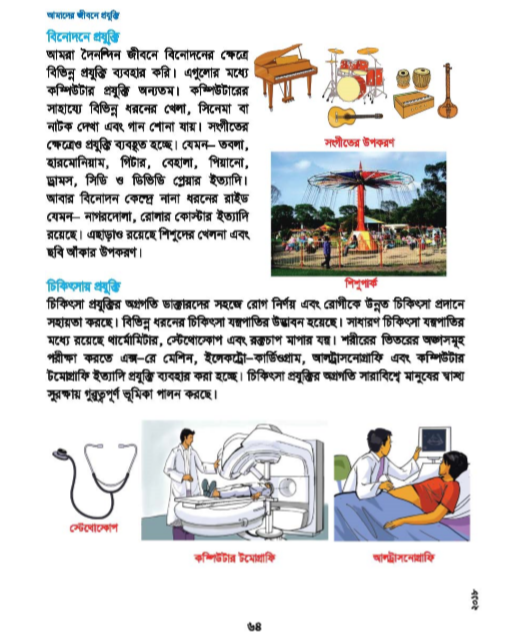 আমাদের জীবনে প্রযুক্তি
বিনোদনে প্রযুক্তি
আমরা দৈনন্দিন জীবনে বিনোদনের ক্ষেত্রে
বিভিন্ন প্রযুক্তি ব্যবহার করি। এগুলোর মধ্যে
কম্পিউটার প্রযুক্তি অন্যতম। কম্পিউটারের
সাহায্যে বিভিন্ন ধরনের খেলা, সিনেমা বা
নাটক দেখা এবং গান শোনা যায়। সংগীতের
ক্ষেত্রেও প্রযুক্তি ব্যবহৃত হচ্ছে। যেমন– তবলা,
হারমোনিয়াম, গিটার, বেহালা, পিয়ানো,
ড্রামস, সিডি ও ডিভিডি প্লেয়ার ইত্যাদি।
আবার বিনোদন কেন্দ্রে নানা ধরনের রাইড
যেমন– নাগরদোলা, রোলার কোস্টার ইত্যাদি
রয়েছে। এছাড়াও রয়েছে শিশুদের খেলনা এবং
ছবি আঁকার উপকরণ।
সংগীতের উপকরণ
শিশুপার্ক
চিকিৎসায় প্রযুক্তি
চিকিৎসা প্রযুক্তির অগ্রগতি ডাক্তারদের সহজে রোগ নির্ণয় এবং রোগীকে উন্নত চিকিৎসা প্রদানে
সহায়তা করছে। বিভিন্ন ধরনের চিকিৎসা যন্ত্রপাতির উদ্ভাবন হয়েছে। সাধারণ চিকিৎসা যন্ত্রপাতির
মধ্যে রয়েছে থার্মোমিটার, স্টেথোস্কোপ এবং রক্তচাপ মাপার যন্ত্র। শরীরের ভিতরের অঙ্গসমূহ
পরীক্ষা করতে এক্স-রে মেশিন, ইলেকট্রো-কার্ডিওগ্রাম, আলট্রাসনোগ্রাফি এবং কম্পিউটার
টমোগ্রাফি ইত্যাদি প্রযুক্তি ব্যবহার করা হচ্ছে। চিকিৎসা প্রযুক্তির অগ্রগতি সারাবিশ্বে মানুষের স্বাস্থ্য
সুরক্ষায় গুরুত্বপূর্ণ ভূমিকা পালন করছে।
স্টেথোস্কোপ
কম্পিউটার টমোগ্রাফি
আলট্রাসনোগ্রাফি
২০১৮
৬৪